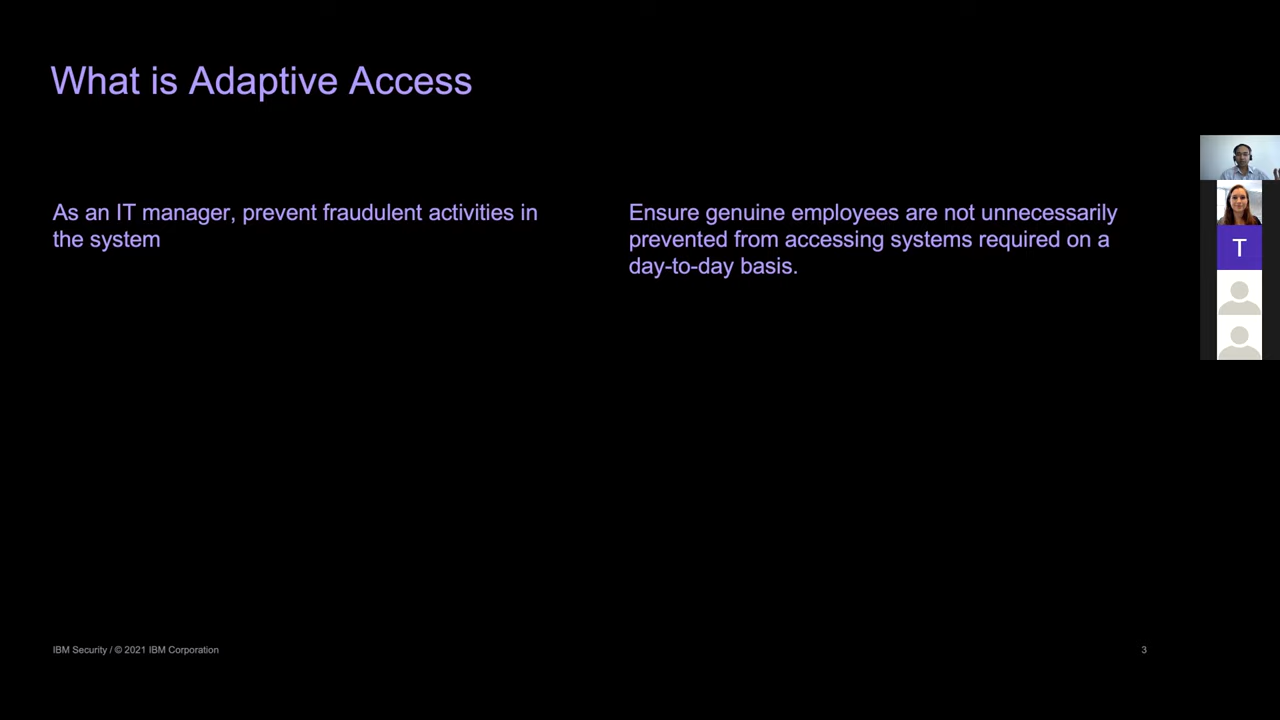 What is Adaptive Access
As an IT manager, prevent fraudulent activities in
the system
Ensure genuine employees are not unnecessarily
prevented from accessing systems required on a
day-to-day basis.
T
IBM Security / © 2021 IBM Corporation
3